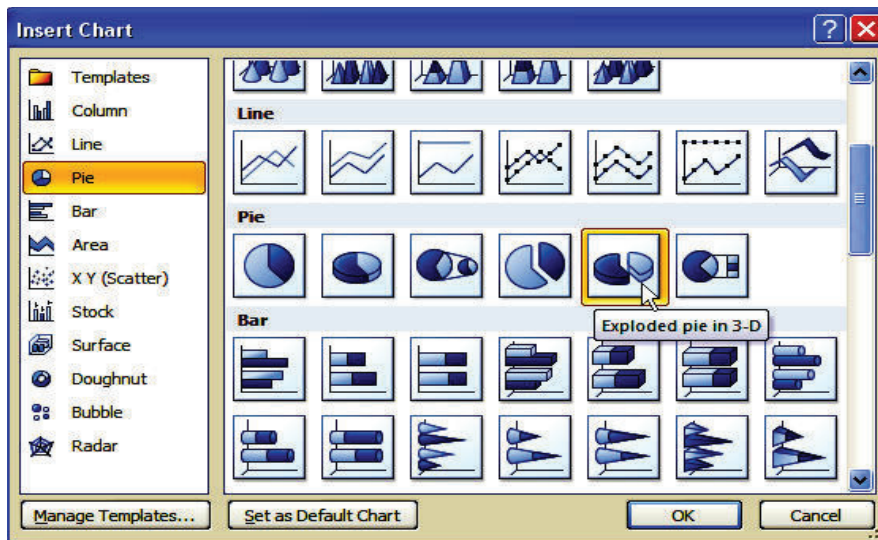 Insert Chart
Templates
Column
Line
Pie
Bar
Area
X Y (Scatter)
Stock
Surface
Doughnut
Bubble
Radar
Line
Pie
Exploded pie in 3-D
Bar
Manage Templates...
Set as Default Chart
OK
Cancel